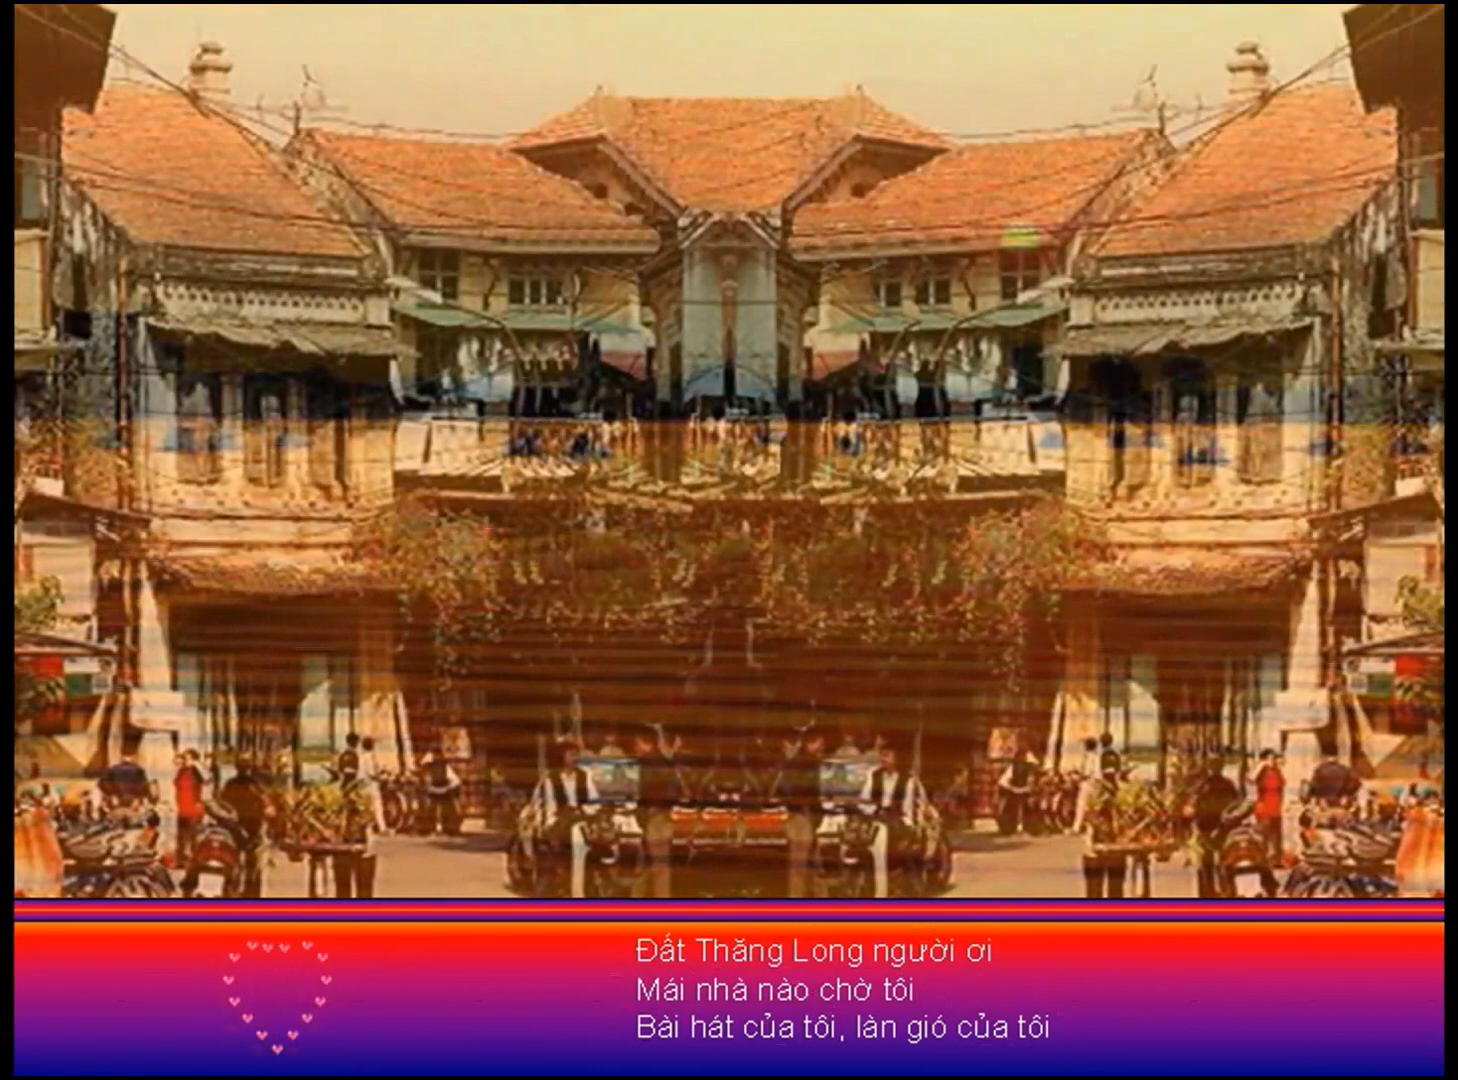 Đất Thăng Long người ơi
Mái nhà nào chờ tôi
Bài hát của tôi, làn gió của tôi